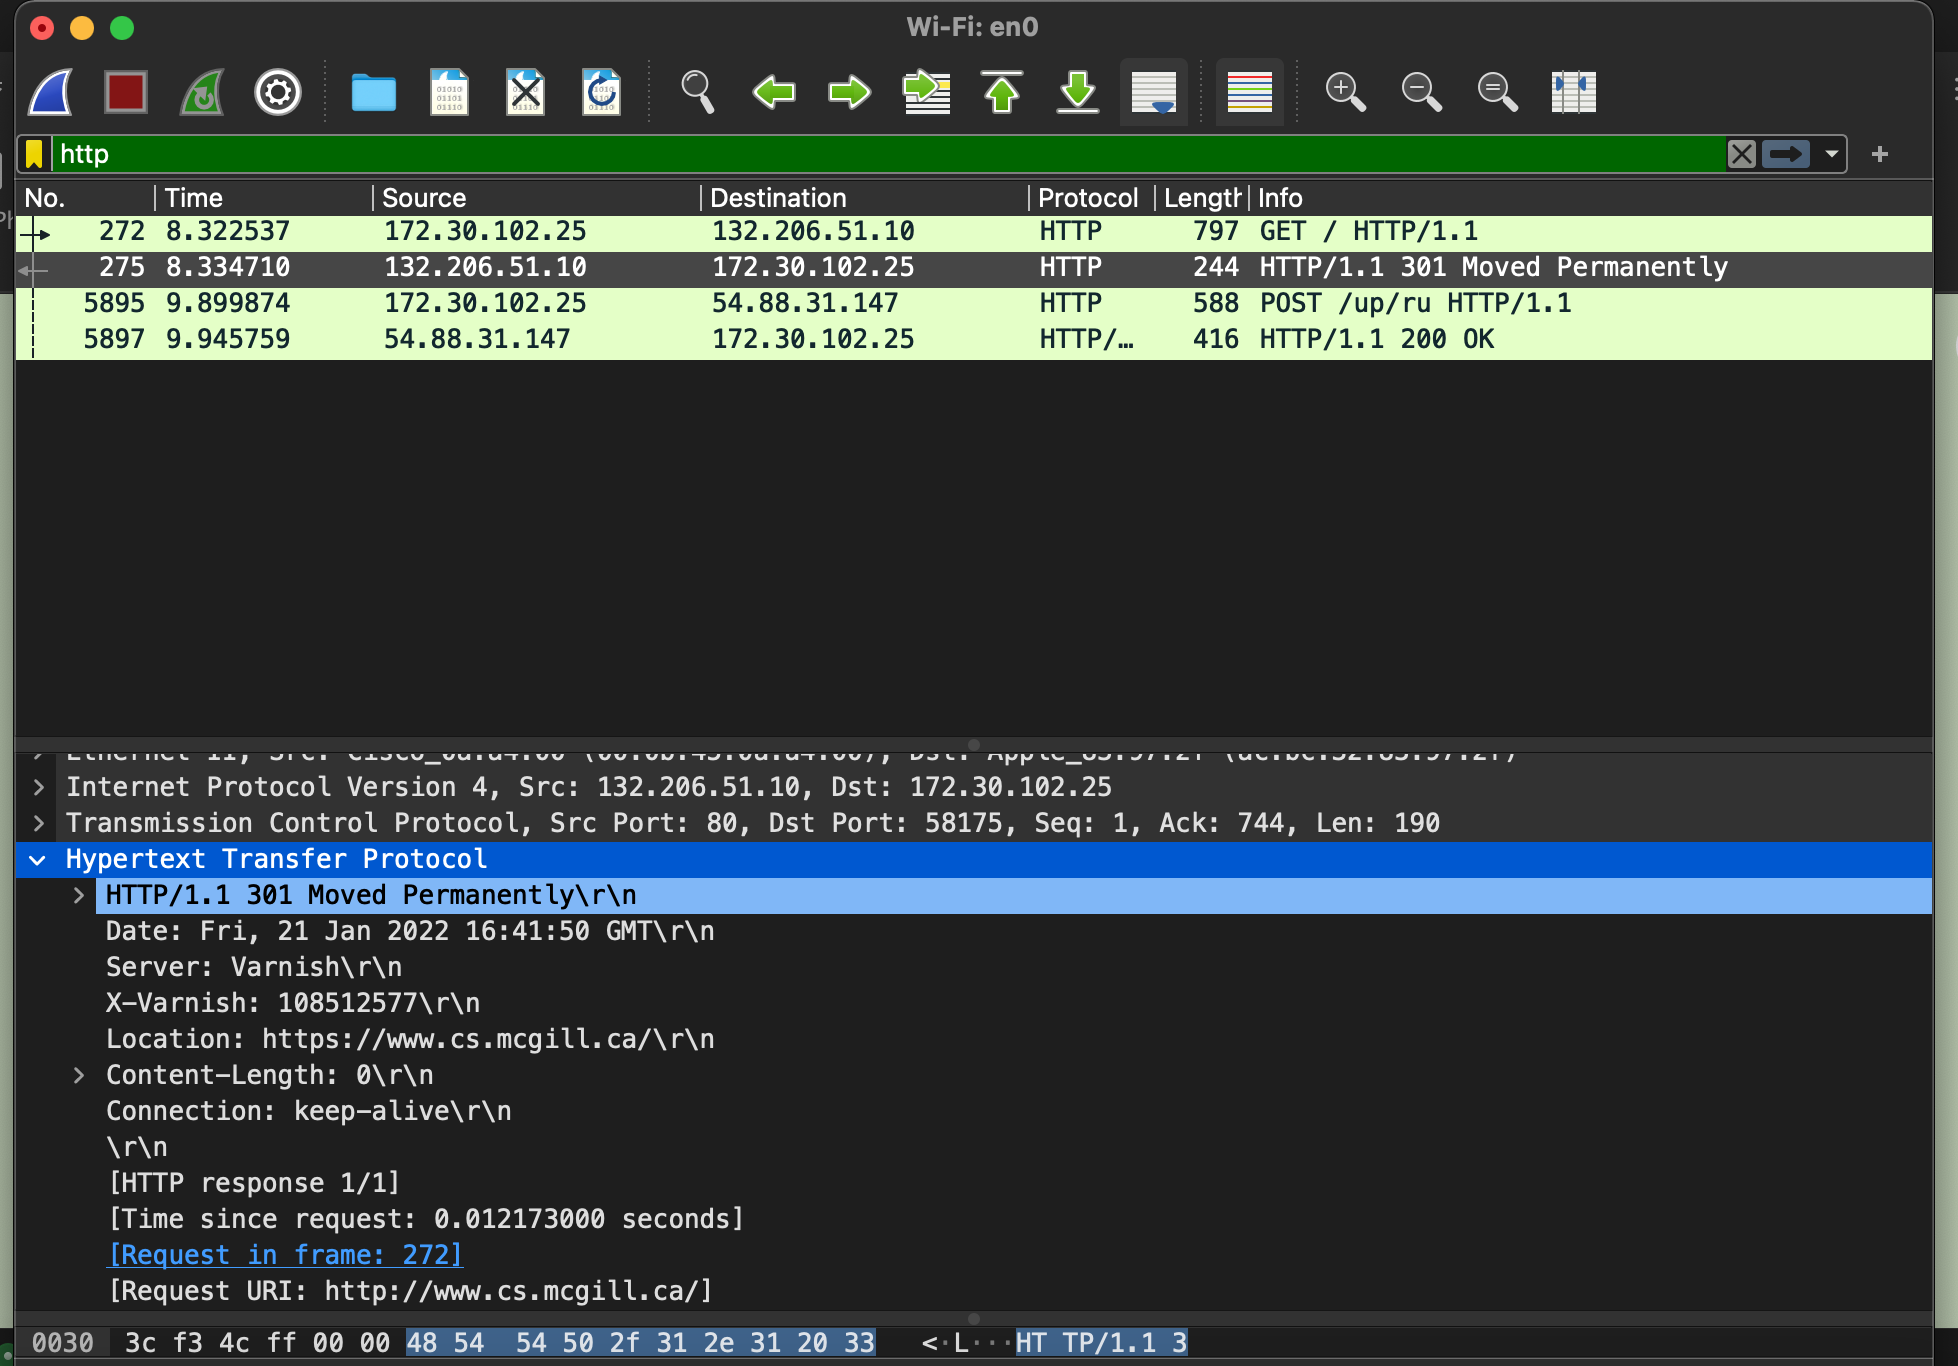 Wi-Fi: en0
http
No. Time Source Destination Protocol Length Info
272 8.322537 172.30.102.25 132.206.51.10 HTTP 797 GET / HTTP/1.1
275 8.334710 132.206.51.10 172.30.102.25 HTTP 244 HTTP/1.1 301 Moved Permanently
5895 9.899874 172.30.102.25 54.88.31.147 HTTP 588 POST /up/ru HTTP/1.1
5897 9.945759 54.88.31.147 172.30.102.25 HTTP/… 416 HTTP/1.1 200 OK
Ethernet II, Src: Dst:
Internet Protocol Version 4, Src: 132.206.51.10, Dst: 172.30.102.25
Transmission Control Protocol, Src Port: 80, Dst Port: 58175, Seq: 1, Ack: 744, Len: 190
Hypertext Transfer Protocol
HTTP/1.1 301 Moved Permanently\r\n
Date: Fri, 21 Jan 2022 16:41:50 GMT\r\n
Server: Varnish\r\n
X-Varnish: 108512577\r\n
Location: https://www.cs.mcgill.ca/\r\n
Content-Length: 0\r\n
Connection: keep-alive\r\n
\r\n
[HTTP response 1/1]
[Time since request: 0.012173000 seconds]
[Request in frame: 272]
[Request URI: http://www.cs.mcgill.ca/]
0030 3c f3 4c ff 00 00 48 54 54 50 2f 31 2e 31 20 33 <·L···HT TP/1.1 3